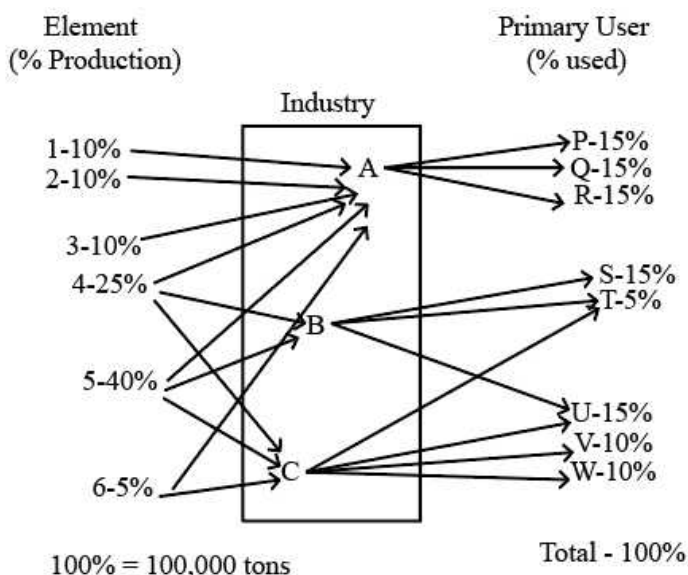 Element
(% Production)
Primary User
(% used)
Industry
1-10%
2-10%
3-10%
4-25%
5-40%
6-5%
A
B
C
P-15%
Q-15%
R-15%
S-15%
T-5%
U-15%
V-10%
W-10%
100% = 100,000 tons
Total - 100%